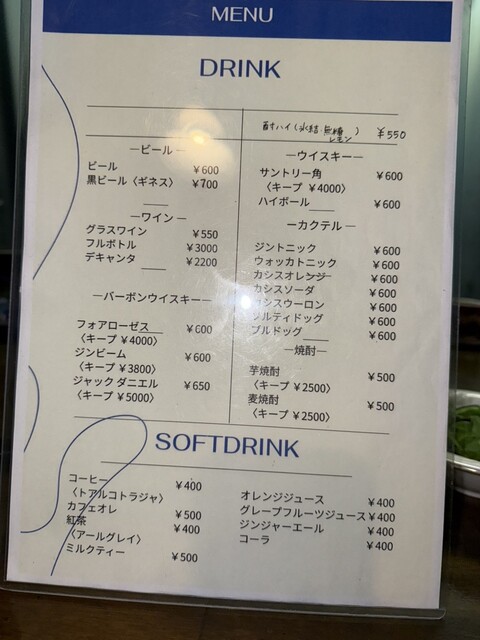 MENU
DRINK
酎ハイ(氷結 無糖レモン) ¥550
―ビール―
ビール ¥600
黒ビール〈ギネス〉 ¥700
―ワイン―
グラスワイン ¥550
フルボトル ¥3000
デキャンタ ¥2200
―バーボンウイスキー―
フォアローゼス ¥600
〈キープ ¥4000〉
ジンビーム ¥600
〈キープ ¥3800〉
ジャック ダニエル ¥650
〈キープ ¥5000〉
―ウイスキー―
サントリー角 ¥600
〈キープ ¥4000〉
ハイボール ¥600
―カクテル―
ジントニック ¥600
ウォッカトニック ¥600
カシスオレンジ ¥600
カシスソーダ ¥600
カシスウーロン ¥600
ソルティドッグ ¥600
ブルドッグ ¥600
―焼酎―
芋焼酎 ¥500
〈キープ ¥2500〉
麦焼酎 ¥500
〈キープ ¥2500〉
SOFTDRINK
コーヒー ¥400
〈トアルコトラジャ〉
カフェオレ ¥500
紅茶 ¥400
〈アールグレイ〉
ミルクティー ¥500
オレンジジュース ¥400
グレープフルーツジュース ¥400
ジンジャーエール ¥400
コーラ ¥400